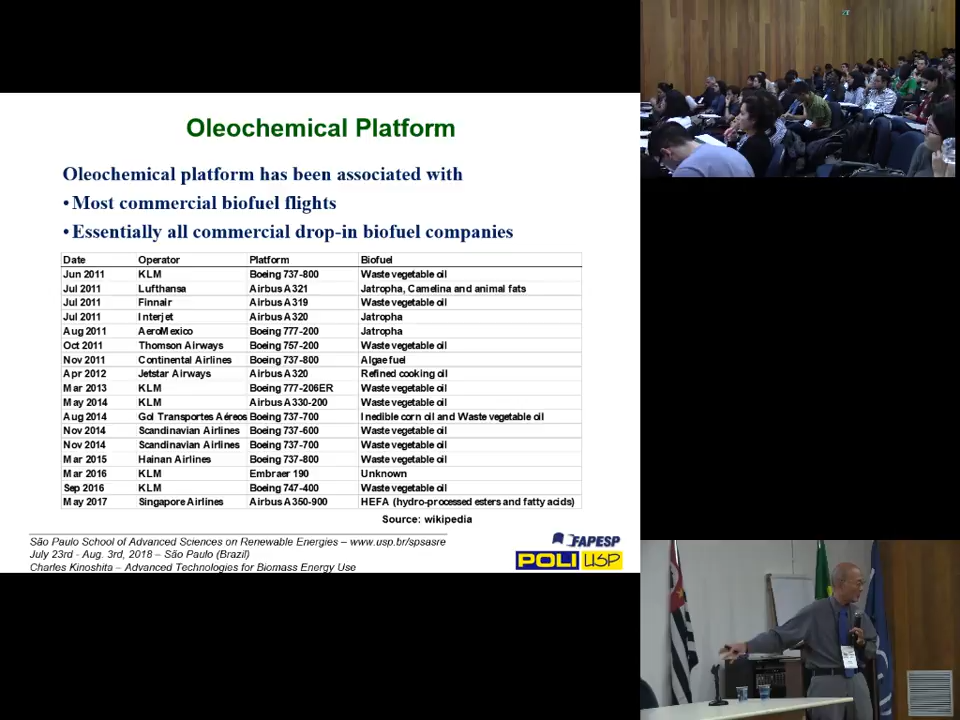 Oleochemical Platform
Oleochemical platform has been associated with
•Most commercial biofuel flights
•Essentially all commercial drop-in biofuel companies
Date Operator Platform Biofuel
Jun 2011 KLM Boeing 737-800 Waste vegetable oil
Jul 2011 Lufthansa Airbus A321 Jatropha, Camelina and animal fats
Jul 2011 Finnair Airbus A319 Waste vegetable oil
Jul 2011 Interjet Airbus A320 Jatropha
Aug 2011 AeroMexico Boeing 777-200 Jatropha
Oct 2011 Thomson Airways Boeing 757-200 Waste vegetable oil
Nov 2011 Continental Airlines Boeing 737-800 Algae fuel
Apr 2012 Jetstar Airways Airbus A320 Refined cooking oil
Mar 2013 KLM Boeing 777-206ER Waste vegetable oil
May 2014 KLM Airbus A330-200 Waste vegetable oil
Aug 2014 Gol Transportes Aéreos Boeing 737-700 Inedible corn oil and Waste vegetable oil
Nov 2014 Scandinavian Airlines Boeing 737-600 Waste vegetable oil
Nov 2014 Scandinavian Airlines Boeing 737-700 Waste vegetable oil
Mar 2015 Hainan Airlines Boeing 737-800 Waste vegetable oil
Mar 2016 KLM Embraer 190 Unknown
Sep 2016 KLM Boeing 747-400 Waste vegetable oil
May 2017 Singapore Airlines Airbus A350-900 HEFA (hydro-processed esters and fatty acids)
Source: wikipedia
São Paulo School of Advanced Sciences on Renewable Energies – www.usp.br/spsasre
July 23rd - Aug. 3rd, 2018 – São Paulo (Brazil)
Charles Kinoshita – Advanced Technologies for Biomass Energy Use
FAPESP
POLI USP